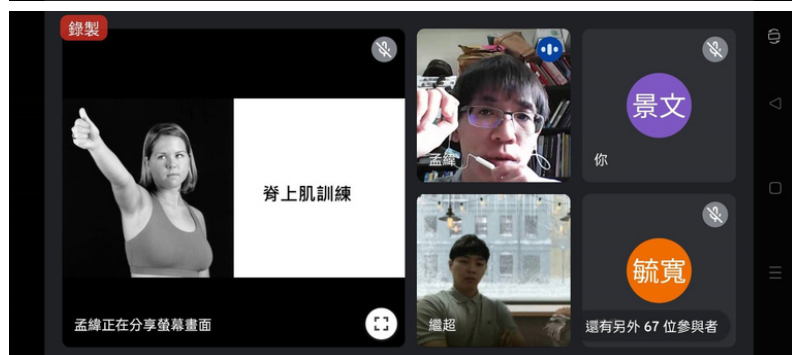 錄製
脊上肌訓練
孟緯正在分享螢幕畫面
孟緯
景文
你
繼超
毓寬
還有另外 67 位參與者